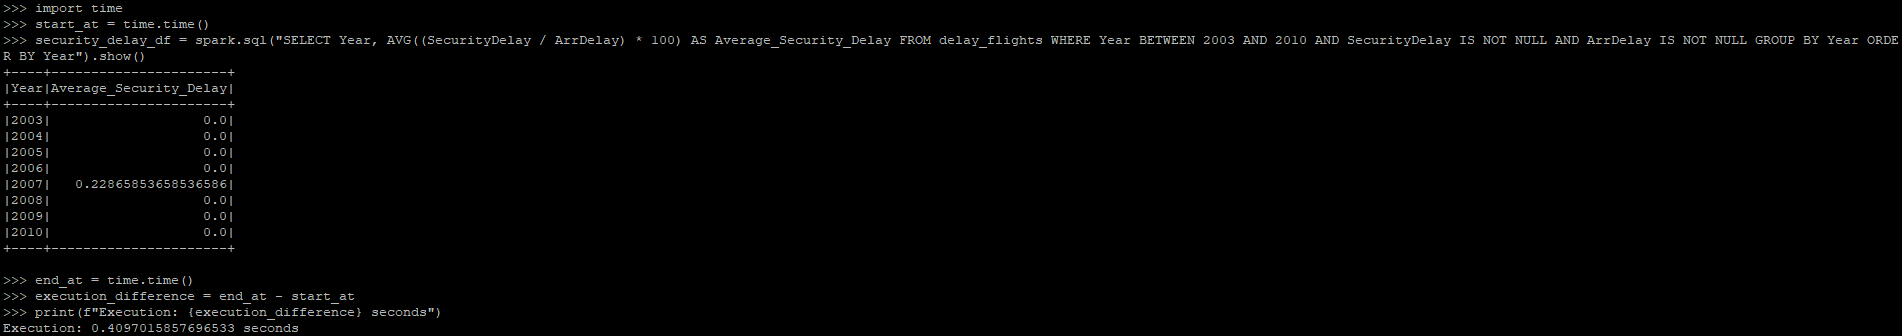 >>> import time
>>> start_at = time.time()
>>> security_delay_df = spark.sql("SELECT Year, AVG((SecurityDelay / ArrDelay) * 100) AS Average_Security_Delay FROM delay_flights WHERE Year BETWEEN 2003 AND 2010 AND SecurityDelay IS NOT NULL AND ArrDelay IS NOT NULL GROUP BY Year ORDE
R BY Year").show()
+----+----------------------+
|Year|Average_Security_Delay|
+----+----------------------+
|2003|                   0.0|
|2004|                   0.0|
|2005|                   0.0|
|2006|                   0.0|
|2007|   0.22865853658536586|
|2008|                   0.0|
|2009|                   0.0|
|2010|                   0.0|
+----+----------------------+
>>> end_at = time.time()
>>> execution_difference = end_at - start_at
>>> print(f"Execution: {execution_difference} seconds")
Execution: 0.4097015857696533 seconds